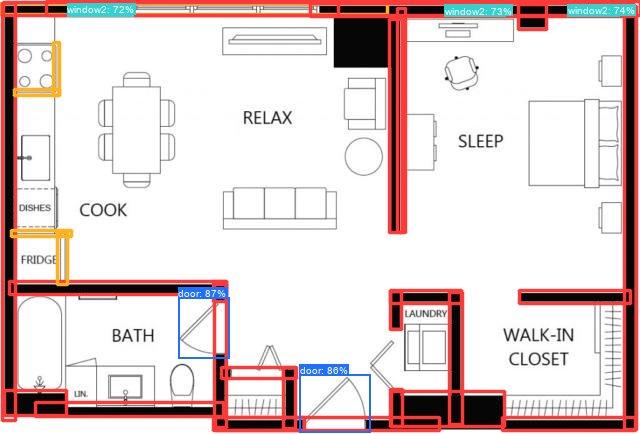 window2: 72%
window2: 73%
window2: 74%
RELAX
SLEEP
DISHES
COOK
FRIDGE
door: 87%
LAUNDRY
BATH
WALK-IN
CLOSET
door: 86%
LIN.